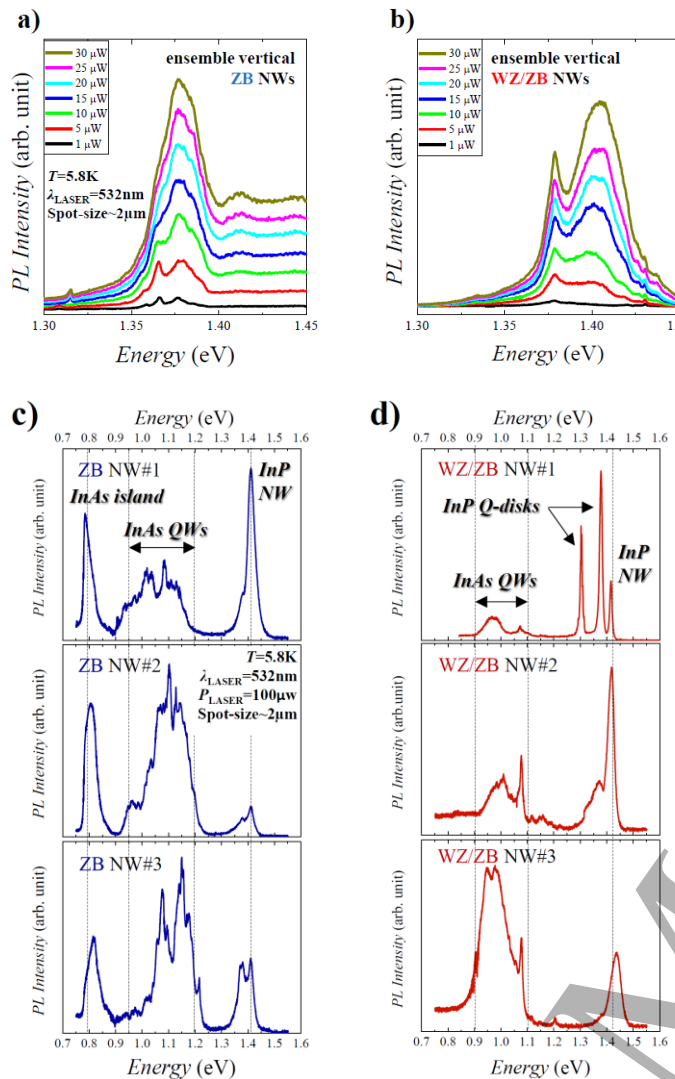 a)
PL Intensity (arb. unit)
30 µW
25 µW
20 µW
15 µW
10 µW
5 µW
1 µW
ensemble vertical
ZB NWs
T=5.8K
λLASER=532nm
Spot-size~2µm
1.30 1.35 1.40 1.45
Energy (eV)
b)
PL Intensity (arb. unit)
30 µW
25 µW
20 µW
15 µW
10 µW
5 µW
1 µW
ensemble vertical
WZ/ZB NWs
1.30 1.35 1.40 1.45
Energy (eV)
c)
Energy (eV)
0.7 0.8 0.9 1.0 1.1 1.2 1.3 1.4 1.5 1.6
PL Intensity (arb. unit)
ZB NW#1
InAs island
InAs QWs
InP
NW
PL Intensity (arb. unit)
ZB NW#2
T=5.8K
λLASER=532nm
PLASER=100µw
Spot-size~2µm
PL Intensity (arb. unit)
ZB NW#3
0.7 0.8 0.9 1.0 1.1 1.2 1.3 1.4 1.5 1.6
Energy (eV)
d)
Energy (eV)
0.7 0.8 0.9 1.0 1.1 1.2 1.3 1.4 1.5 1.6
PL Intensity (arb. unit)
WZ/ZB NW#1
InP Q-disks
InP
NW
InAs QWs
PL Intensity (arb.unit)
WZ/ZB NW#2
PL Intensity (arb. unit)
WZ/ZB NW#3
0.7 0.8 0.9 1.0 1.1 1.2 1.3 1.4 1.5 1.6
Energy (eV)